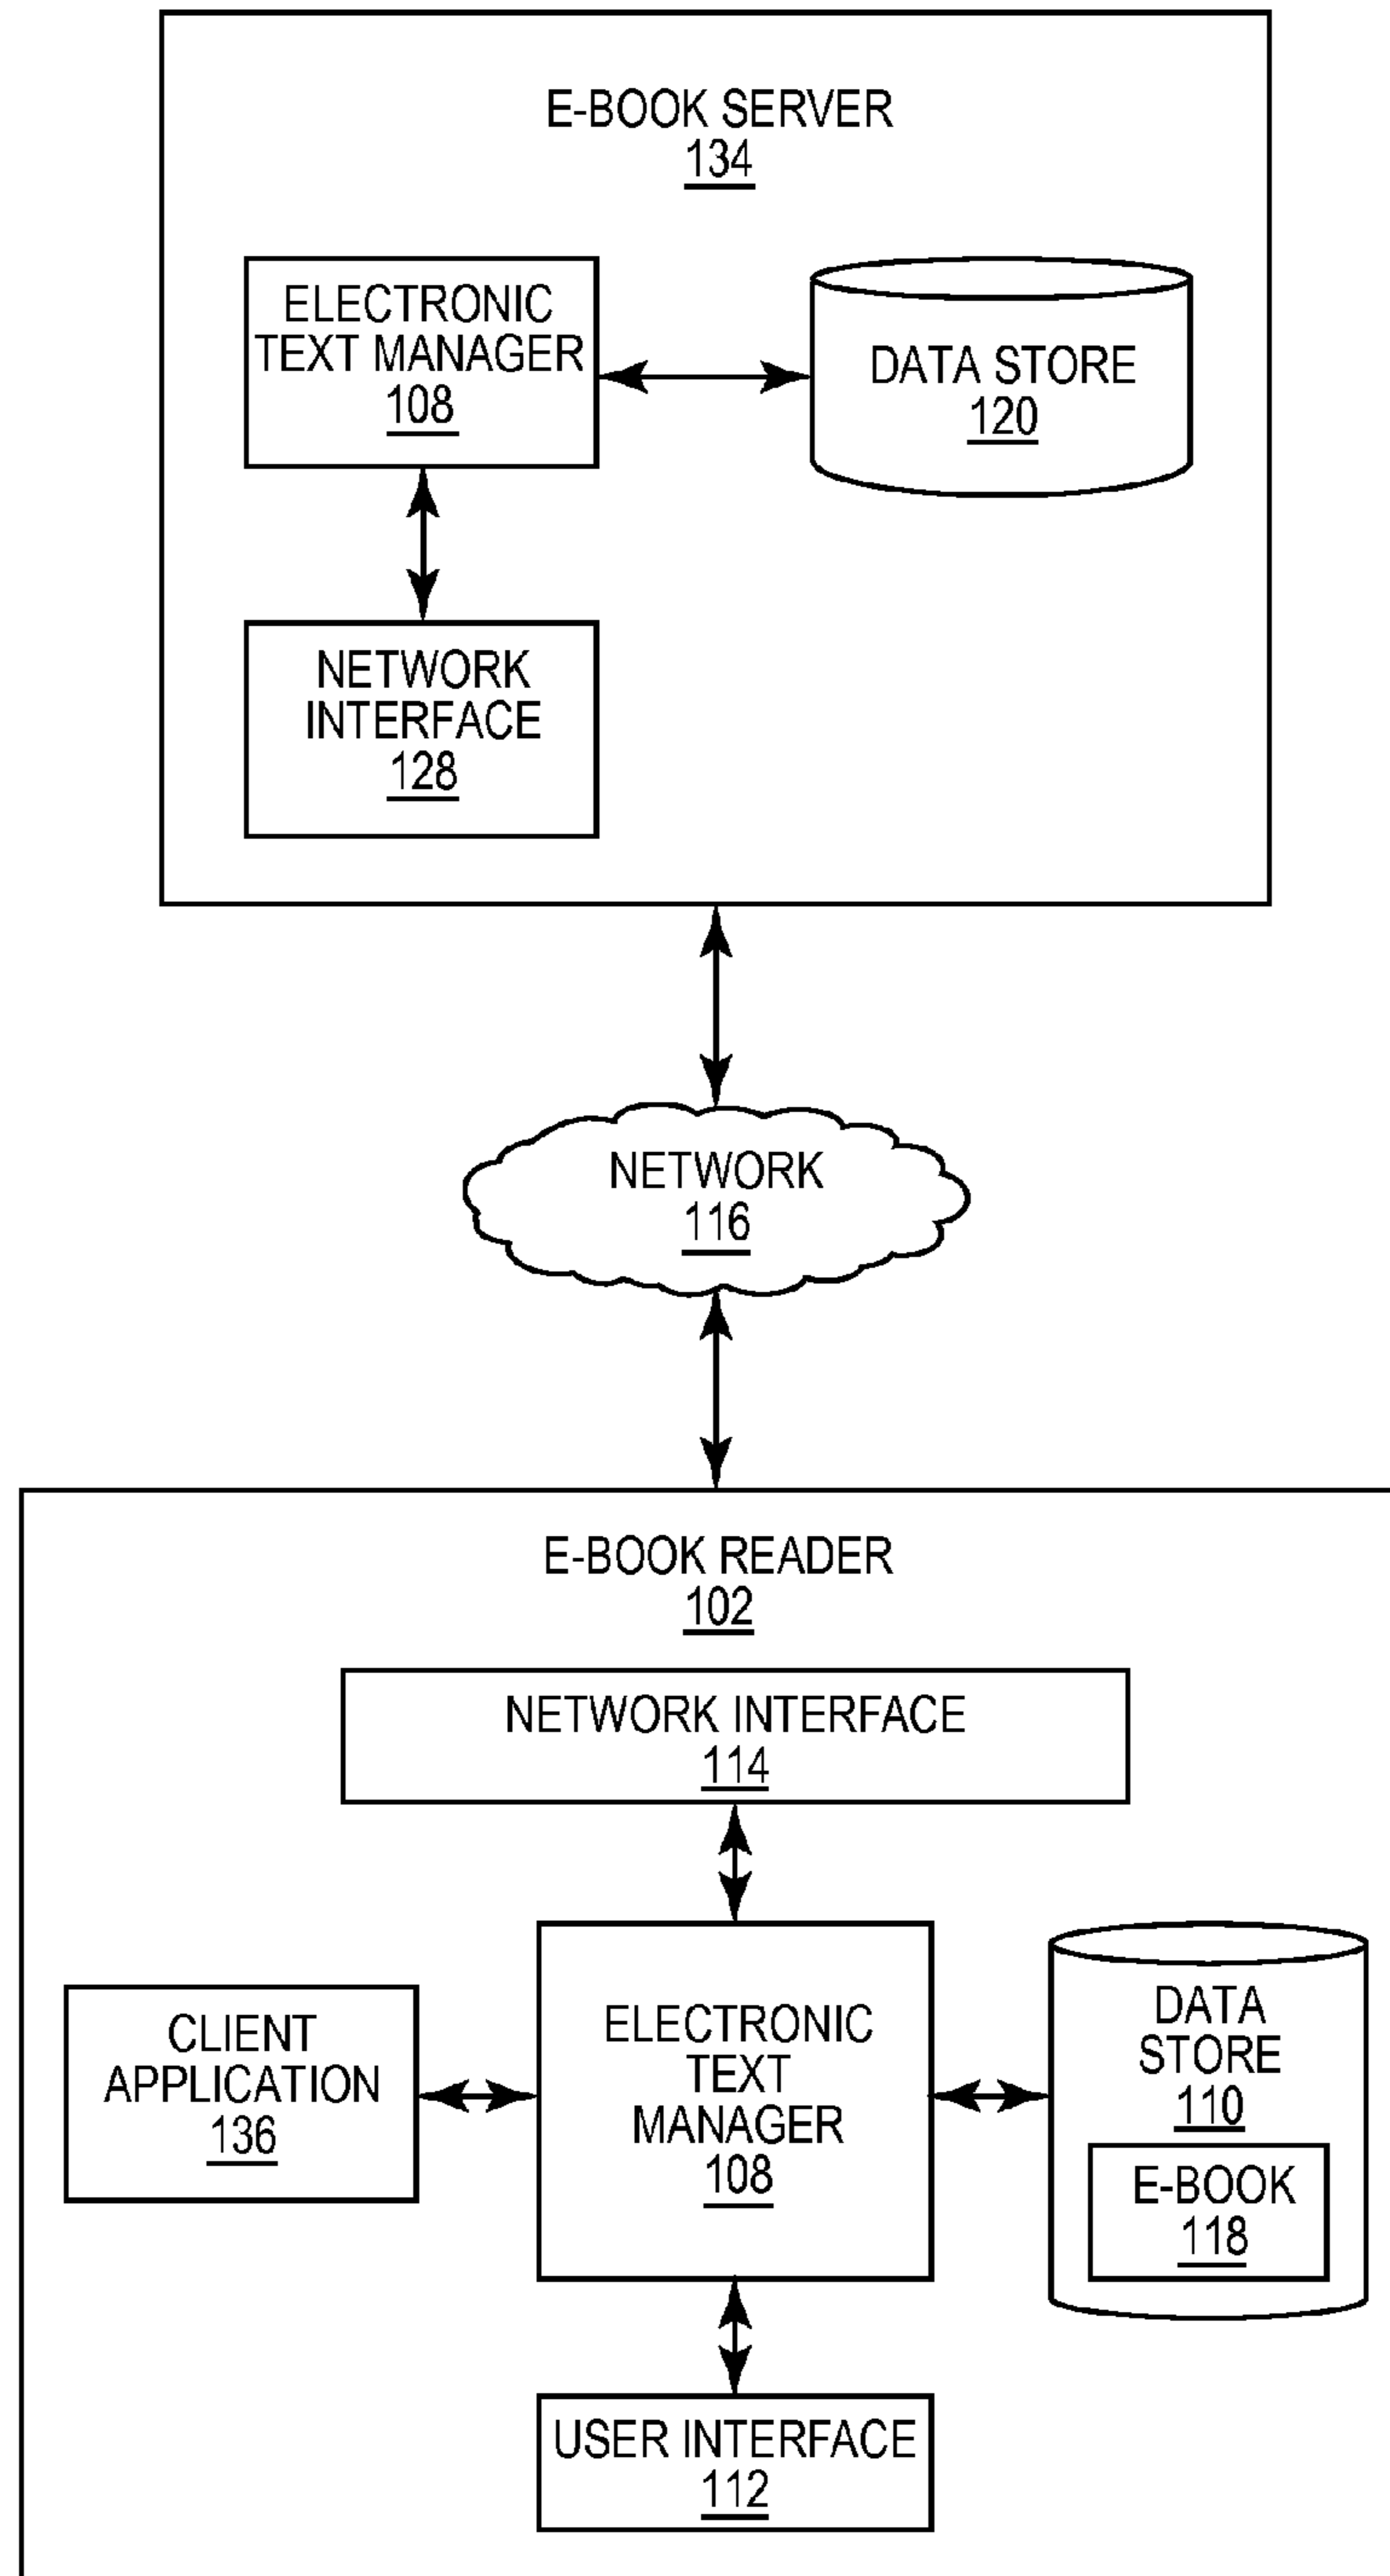 E-BOOK SERVER
134
ELECTRONIC
TEXT MANAGER
108
DATA STORE
120
NETWORK
INTERFACE
128
NETWORK
116
E-BOOK READER
102
NETWORK INTERFACE
114
CLIENT
APPLICATION
136
ELECTRONIC
TEXT
MANAGER
108
DATA
STORE
110
E-BOOK
118
USER INTERFACE
112